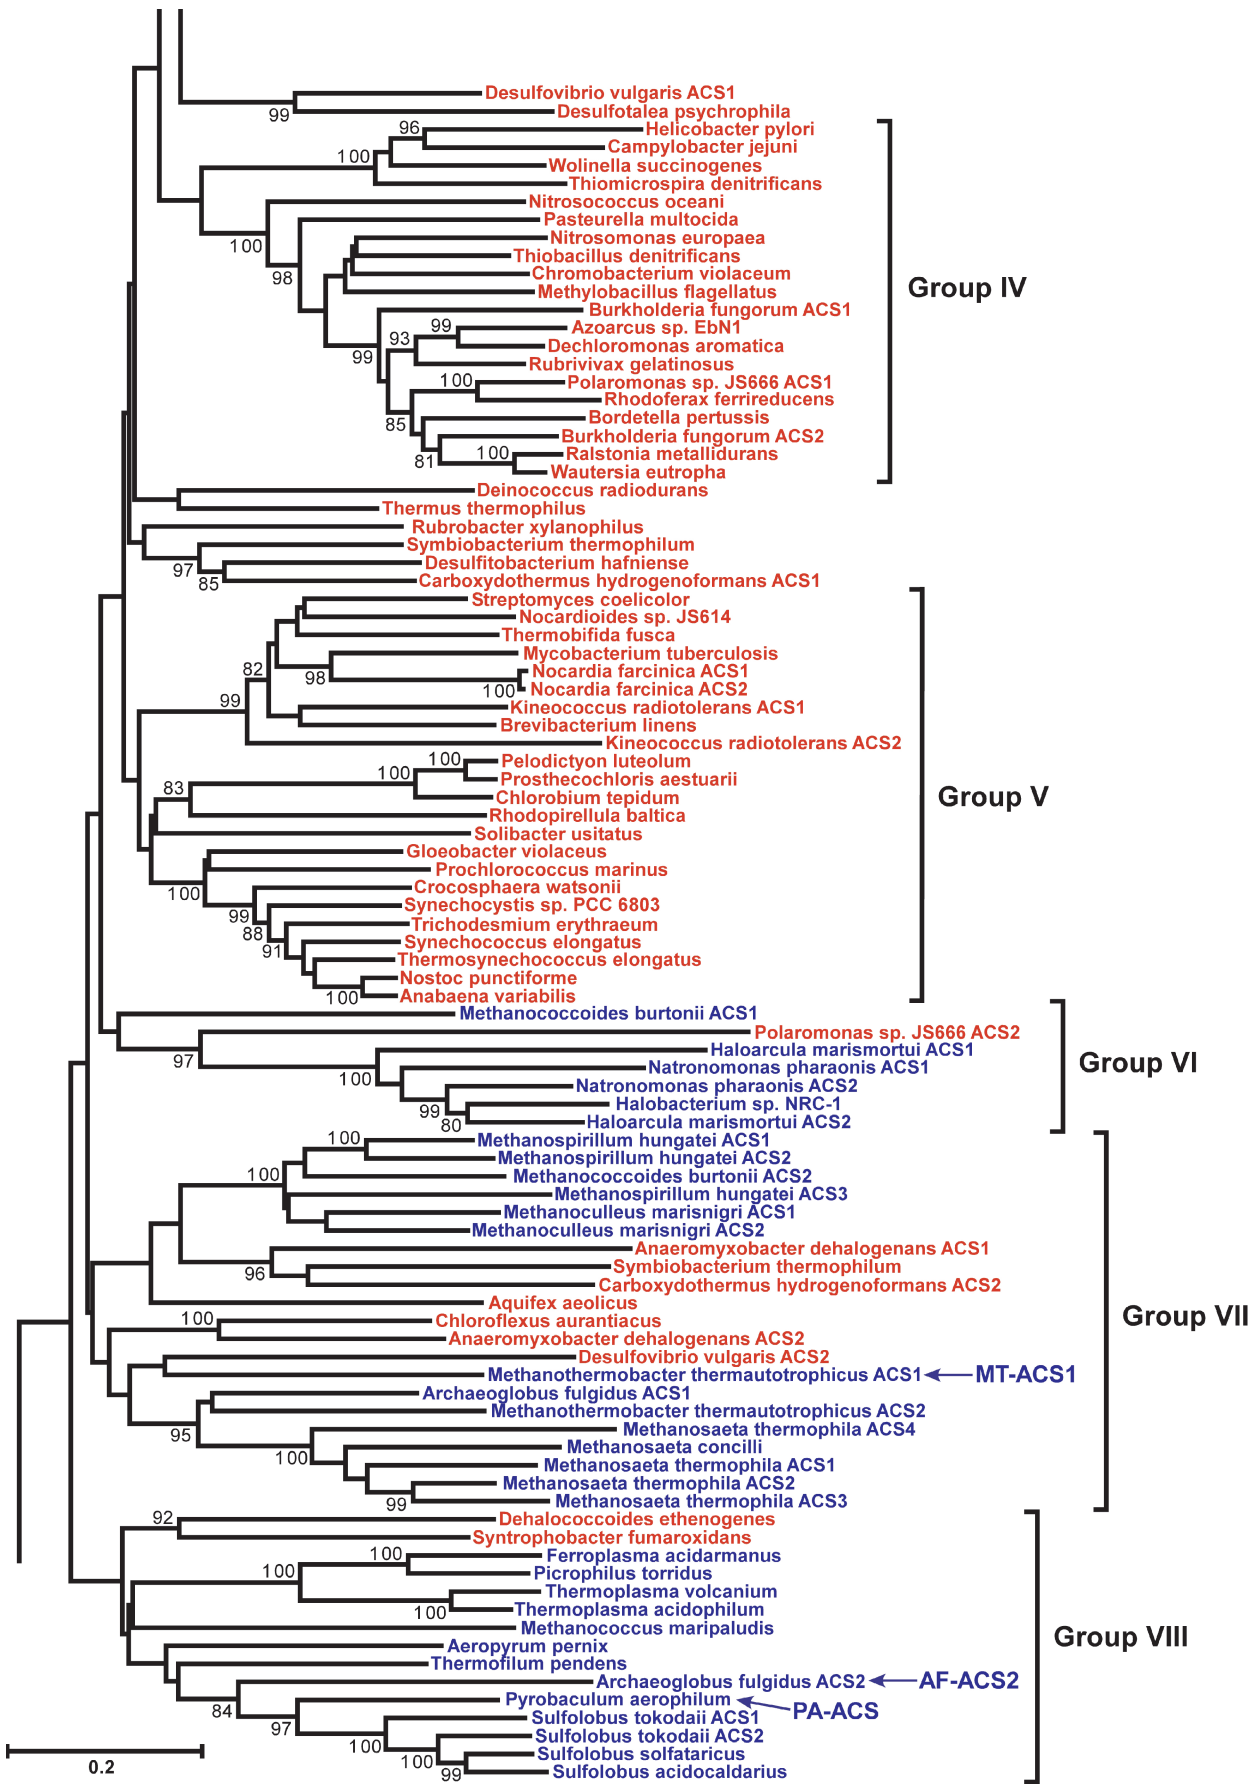 Desulfovibrio vulgaris ACS1
99
Desulfotalea psychrophila
96
Helicobacter pylori
Campylobacter jejuni
100
Wolinella succinogenes
Thiomicrospira denitrificans
Nitrosococcus oceani
100
Pasteurella multocida
Nitrosomonas europaea
Thiobacillus denitrificans
98
Chromobacterium violaceum
Group IV
Methylobacillus flagellatus
Burkholderia fungorum ACS1
99
Azoarcus sp. EbN1
93
Dechloromonas aromatica
99
Rubrivivax gelatinosus
100
Polaromonas sp. JS666 ACS1
Rhodoferax ferrireducens
85
Bordetella pertussis
Burkholderia fungorum ACS2
81
100
Ralstonia metallidurans
Wautersia eutropha
Deinococcus radiodurans
Thermus thermophilus
Rubrobacter xylanophilus
Symbiobacterium thermophilum
97
Desulfitobacterium hafniense
85
Carboxydothermus hydrogenoformans ACS1
Streptomyces coelicolor
Nocardioides sp. JS614
Thermobifida fusca
Mycobacterium tuberculosis
82
98
Nocardia farcinica ACS1
100
Nocardia farcinica ACS2
99
Kineococcus radiotolerans ACS1
Brevibacterium linens
Kineococcus radiotolerans ACS2
100
Pelodictyon luteolum
100
Prosthecochloris aestuarii
83
Chlorobium tepidum
Group V
Rhodopirellula baltica
Solibacter usitatus
Gloeobacter violaceus
Prochlorococcus marinus
100
Crocosphaera watsonii
99
Synechocystis sp. PCC 6803
88
Trichodesmium erythraeum
91
Synechococcus elongatus
Thermosynechococcus elongatus
Nostoc punctiforme
100
Anabaena variabilis
Methanococcoides burtonii ACS1
Polaromonas sp. JS666 ACS2
97
Haloarcula marismortui ACS1
Group VI
100
Natronomonas pharaonis ACS1
Natronomonas pharaonis ACS2
99
Halobacterium sp. NRC-1
80
Haloarcula marismortui ACS2
100
Methanospirillum hungatei ACS1
Methanospirillum hungatei ACS2
100
Methanococcoides burtonii ACS2
Methanospirillum hungatei ACS3
Methanoculleus marisnigri ACS1
Methanoculleus marisnigri ACS2
Anaeromyxobacter dehalogenans ACS1
96
Symbiobacterium thermophilum
Carboxydothermus hydrogenoformans ACS2
Aquifex aeolicus
100
Chloroflexus aurantiacus
Group VII
Anaeromyxobacter dehalogenans ACS2
Desulfovibrio vulgaris ACS2
Methanothermobacter thermautotrophicus ACS1
MT-ACS1
Archaeoglobus fulgidus ACS1
Methanothermobacter thermautotrophicus ACS2
95
Methanosaeta thermophila ACS4
100
Methanosaeta concilli
Methanosaeta thermophila ACS1
Methanosaeta thermophila ACS2
99
Methanosaeta thermophila ACS3
92
Dehalococcoides ethenogenes
Syntrophobacter fumaroxidans
100
Ferroplasma acidarmanus
100
Picrophilus torridus
Thermoplasma volcanium
100
Thermoplasma acidophilum
Methanococcus maripaludis
Group VIII
Aeropyrum pernix
Thermofilum pendens
Archaeoglobus fulgidus ACS2
AF-ACS2
84
Pyrobaculum aerophilum
PA-ACS
97
Sulfolobus tokodaii ACS1
100
Sulfolobus tokodaii ACS2
100
Sulfolobus solfataricus
99
Sulfolobus acidocaldarius
0.2